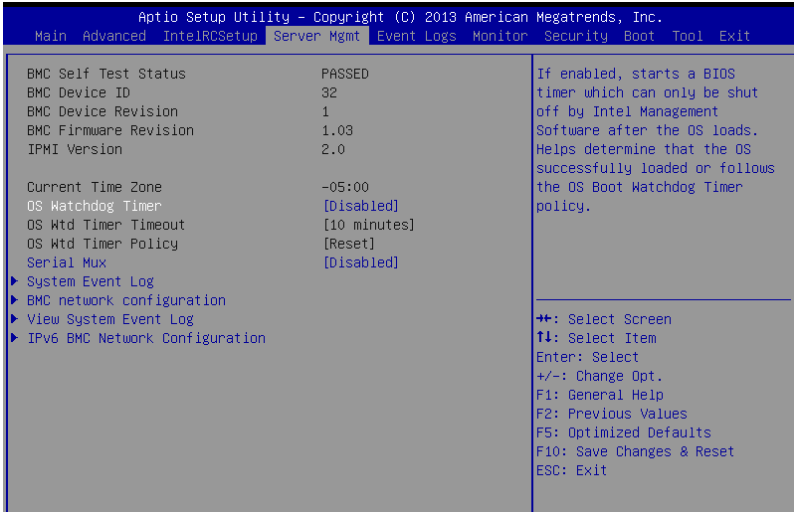 Aptio Setup Utility – Copyright (C) 2013 American Megatrends, Inc.
Main Advanced IntelRCSetup Server Mgmt Event Logs Monitor Security Boot Tool Exit
BMC Self Test Status PASSED
BMC Device ID 32
BMC Device Revision 1
BMC Firmware Revision 1.03
IPMI Version 2.0
Current Time Zone -05:00
OS Watchdog Timer [Disabled]
OS Wtd Timer Timeout [10 minutes]
OS Wtd Timer Policy [Reset]
Serial Mux [Disabled]
System Event Log
BMC network configuration
View System Event Log
IPv6 BMC Network Configuration
If enabled, starts a BIOS
timer which can only be shut
off by Intel Management
Software after the OS loads.
Helps determine that the OS
successfully loaded or follows
the OS Boot Watchdog Timer
policy.
→←: Select Screen
↑↓: Select Item
Enter: Select
+/-: Change Opt.
F1: General Help
F2: Previous Values
F5: Optimized Defaults
F10: Save Changes & Reset
ESC: Exit